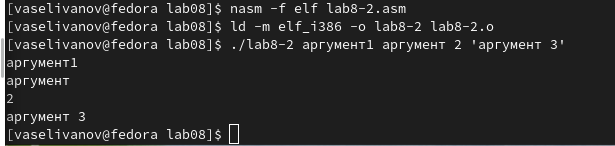 [vaselivanov@fedora lab08]$ nasm -f elf lab8-2.asm
[vaselivanov@fedora lab08]$ ld -m elf_i386 -o lab8-2 lab8-2.o
[vaselivanov@fedora lab08]$ ./lab8-2 аргумент1 аргумент 2 'аргумент 3'
аргумент1
аргумент
2
аргумент 3
[vaselivanov@fedora lab08]$